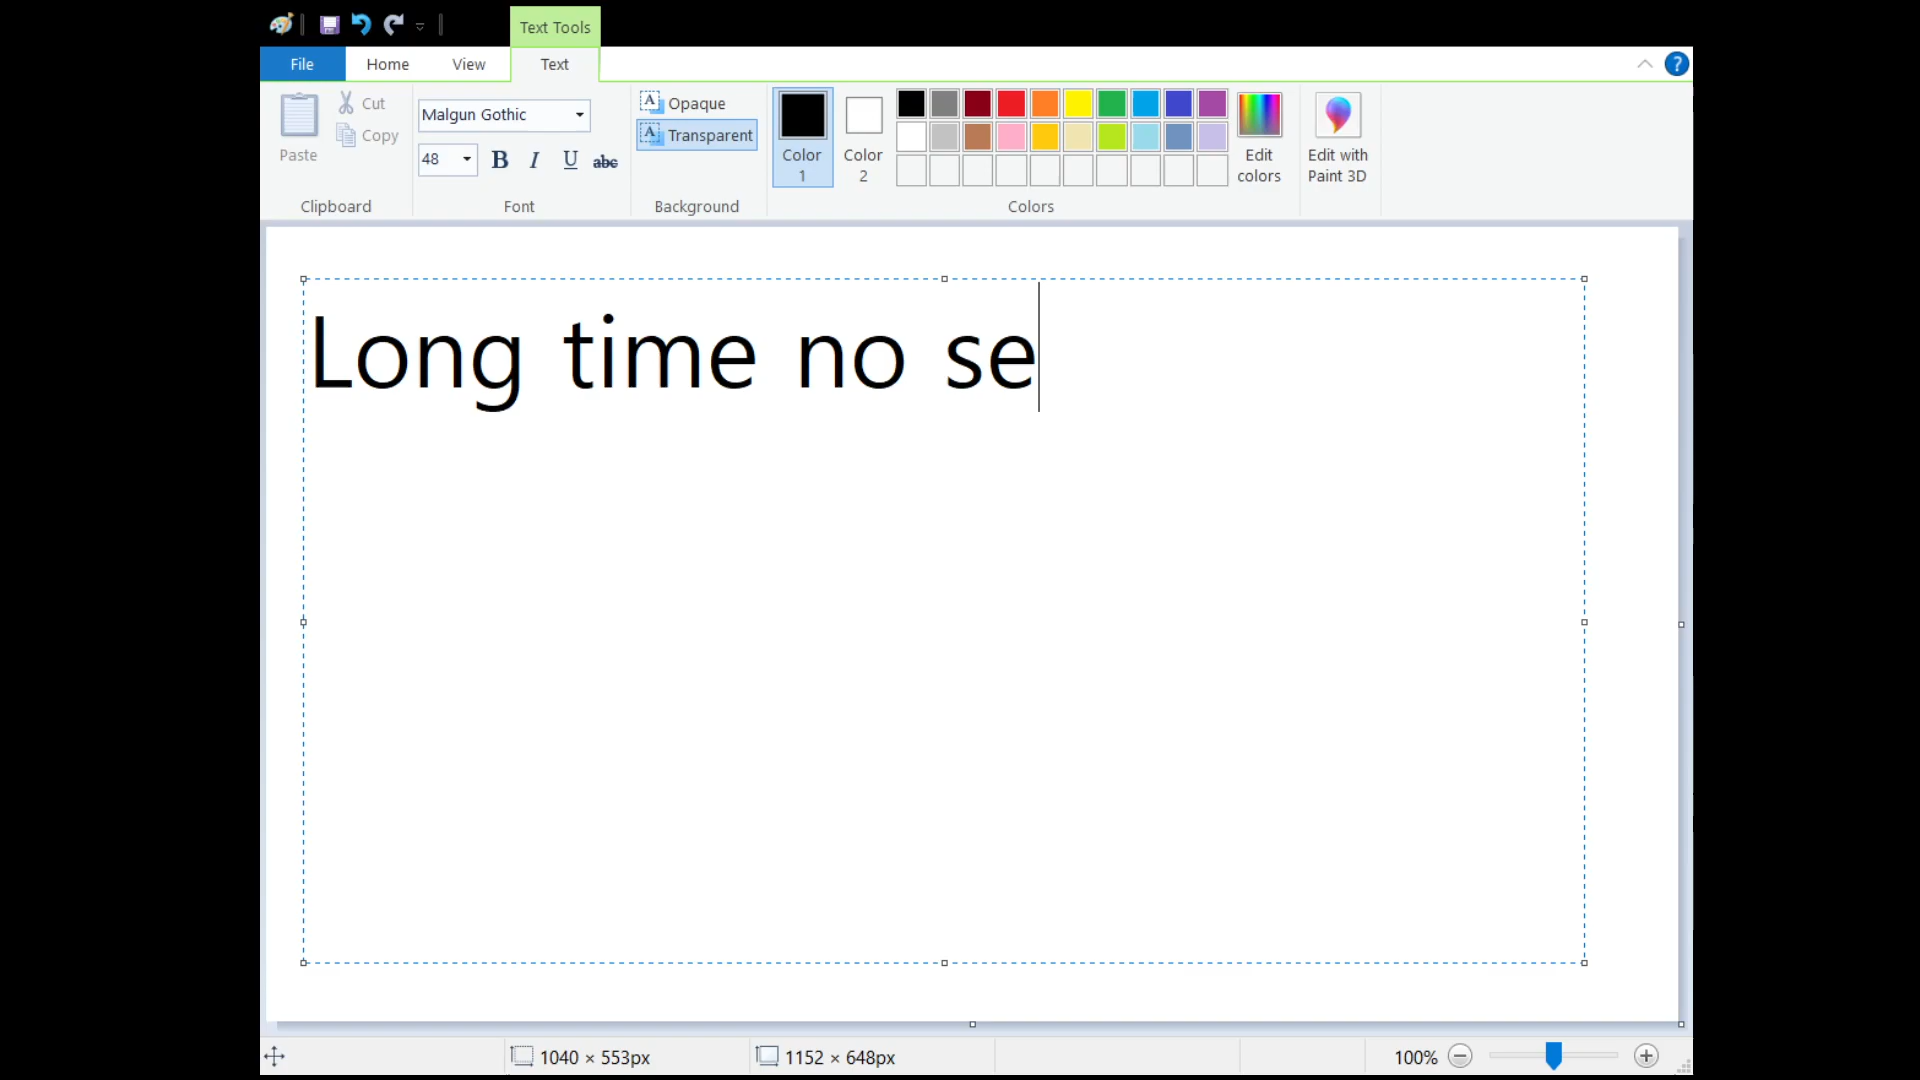 Text Tools
File Home View Text
Paste
Cut
Copy
Clipboard
Malgun Gothic
48 B I U abc
Font
Opaque
Transparent
Background
Color 1
Color 2
Colors
Edit colors
Edit with Paint 3D
Long time no se
1040 × 553px
1152 × 648px
100%